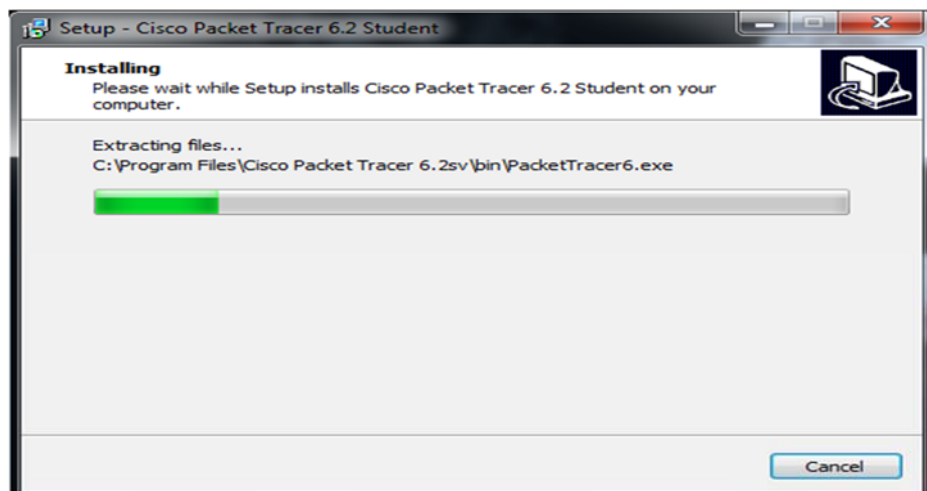 Setup - Cisco Packet Tracer 6.2 Student
Installing
Please wait while Setup installs Cisco Packet Tracer 6.2 Student on your
computer.
Extracting files...
C:\Program Files\Cisco Packet Tracer 6.2sv\bin\PacketTracer6.exe
Cancel